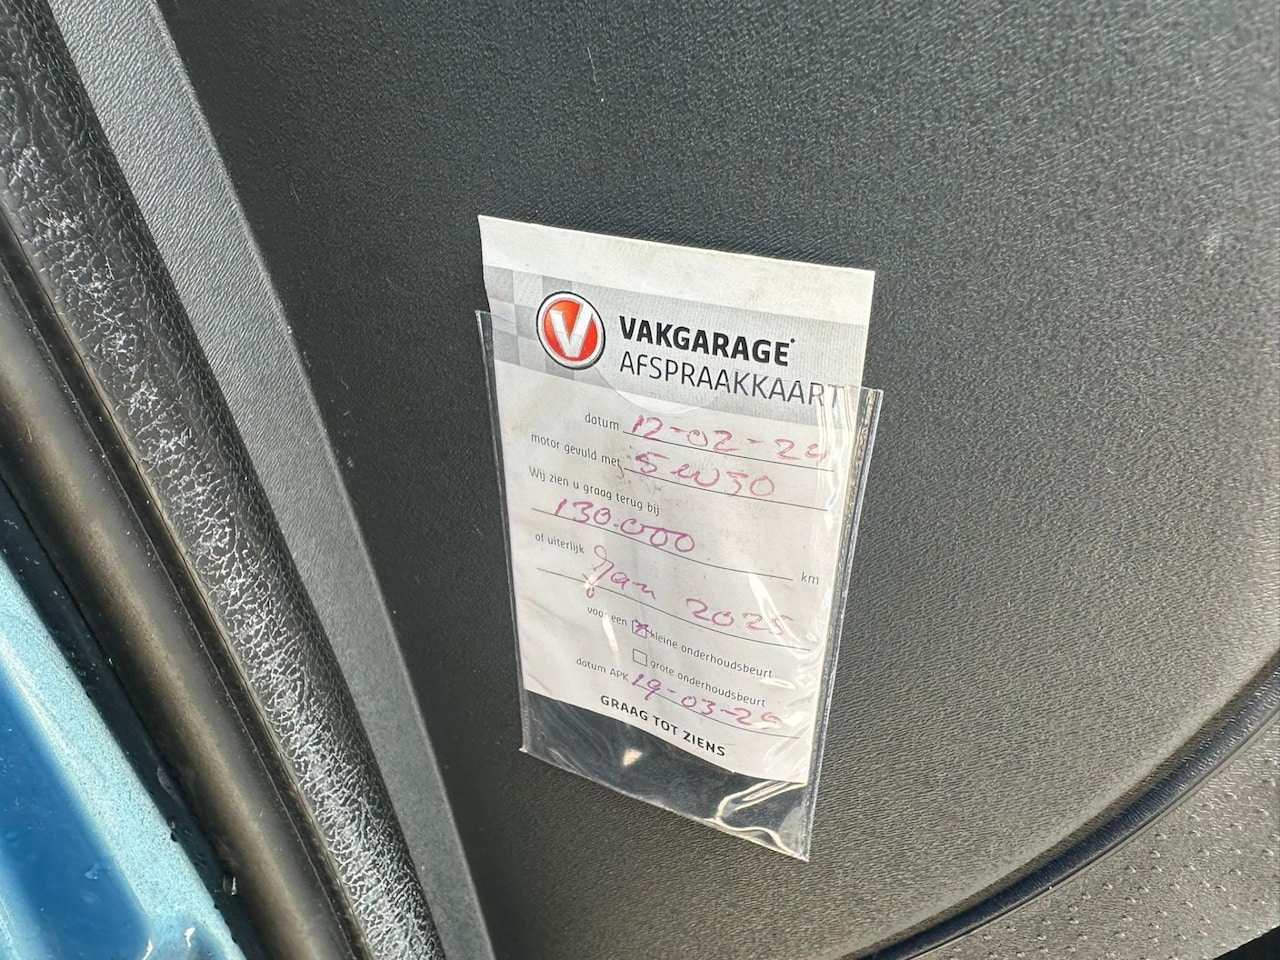 V VAKGARAGE
AFSPRAAKKAART
datum 12-02-24
motor gevuld met 5W30
Wij zien u graag terug bij
130.000 km
of uiterlijk Jan 2025
voor een kleine onderhoudsbeurt
grote onderhoudsbeurt
datum APK 19-03-25
GRAAG TOT ZIENS